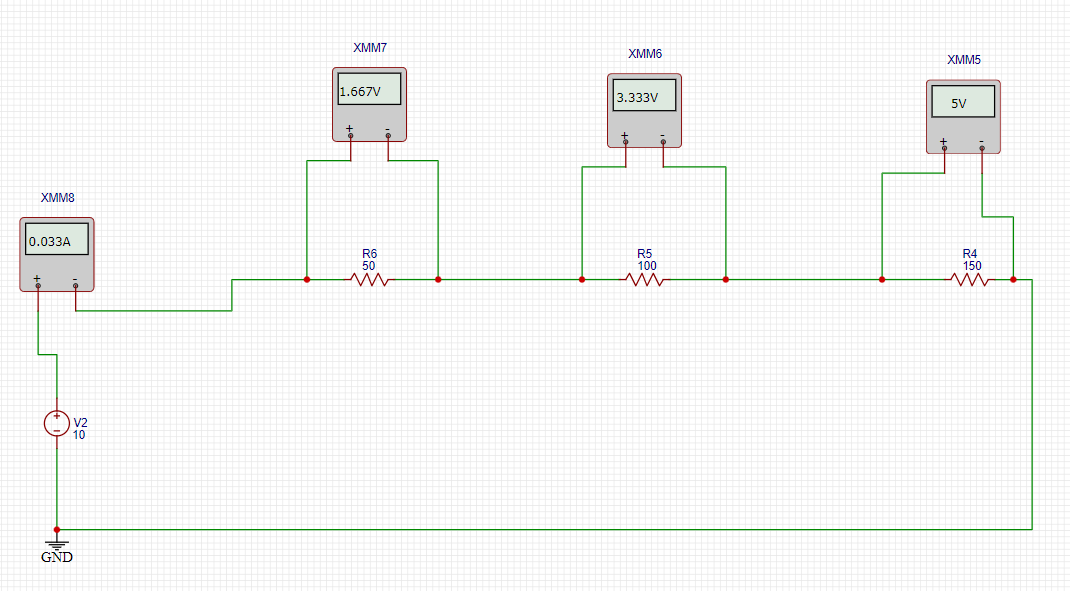 XMM7
1.667V
+ -
XMM6
3.333V
+ -
XMM5
5V
+ -
XMM8
0.033A
+ -
R6
50
R5
100
R4
150
+
-
V2
10
GND